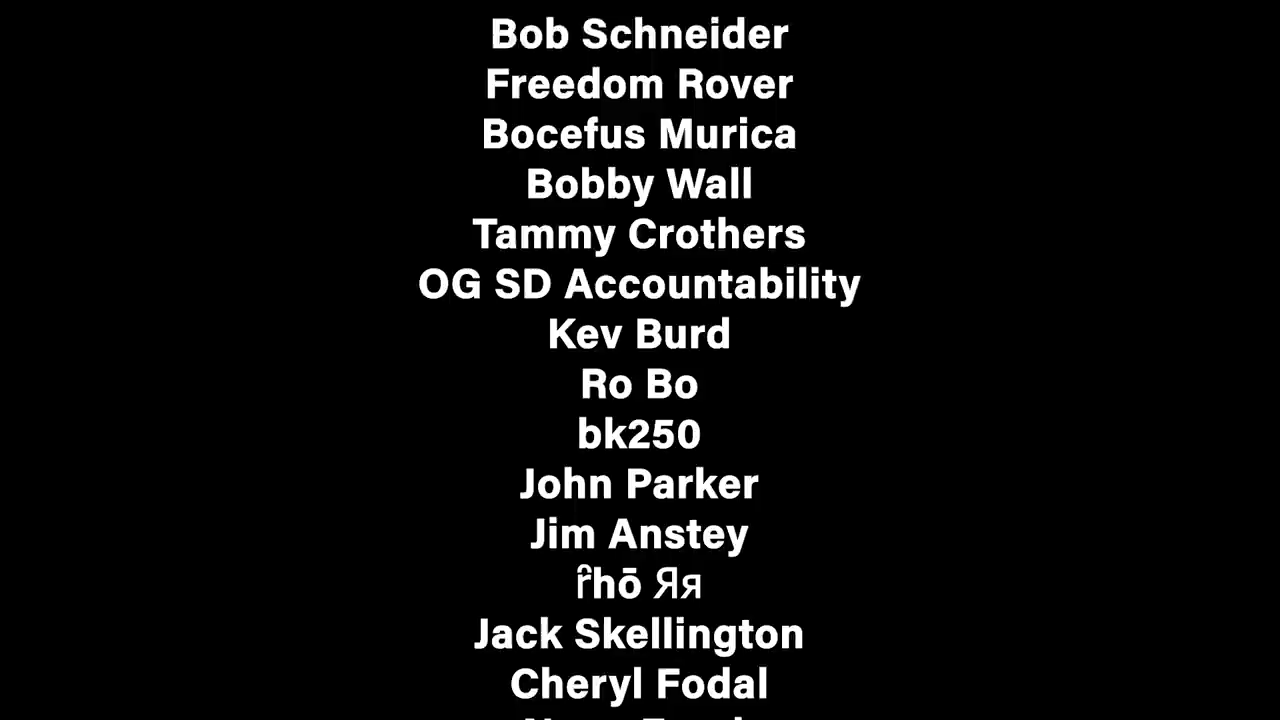 Bob Schneider
Freedom Rover
Bocefus Murica
Bobby Wall
Tammy Crothers
OG SD Accountability
Kev Burd
Ro Bo
bk250
John Parker
Jim Anstey
ȓhō Яя
Jack Skellington
Cheryl Fodal